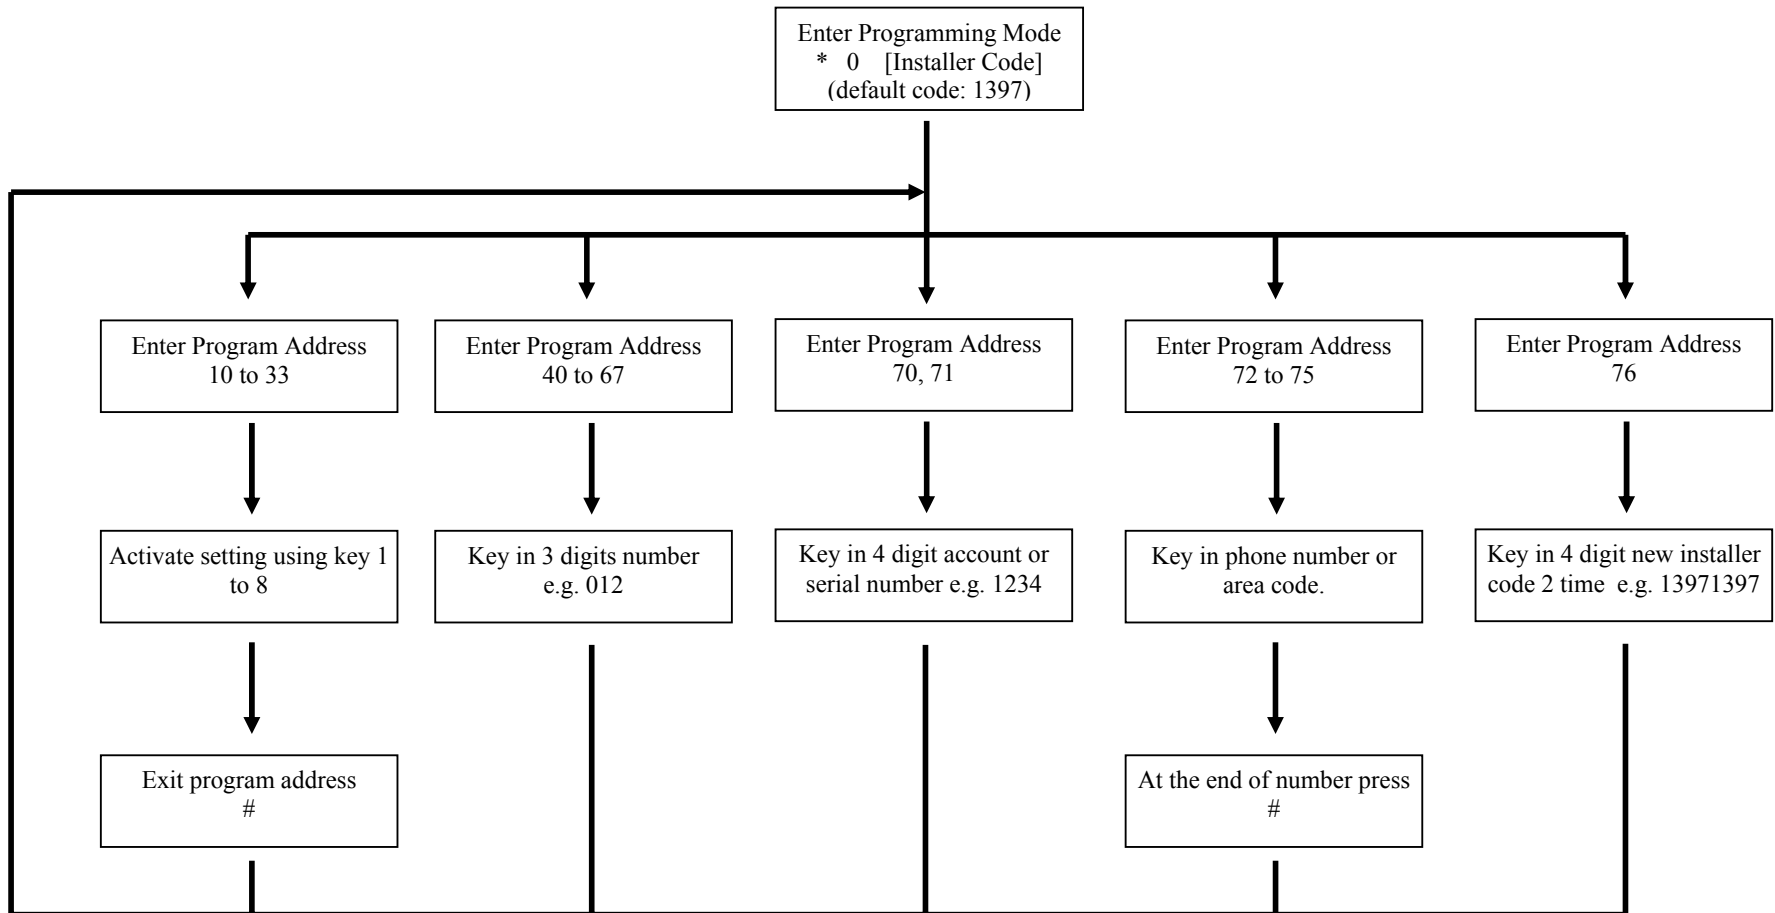 Enter Programming Mode
* 0 [Installer Code]
(default code: 1397)
Enter Program Address
10 to 33
Enter Program Address
40 to 67
Enter Program Address
70, 71
Enter Program Address
72 to 75
Enter Program Address
76
Activate setting using key 1
to 8
Key in 3 digits number
e.g. 012
Key in 4 digit account or
serial number e.g. 1234
Key in phone number or
area code.
Key in 4 digit new installer
code 2 time e.g. 13971397
Exit program address
#
At the end of number press
#